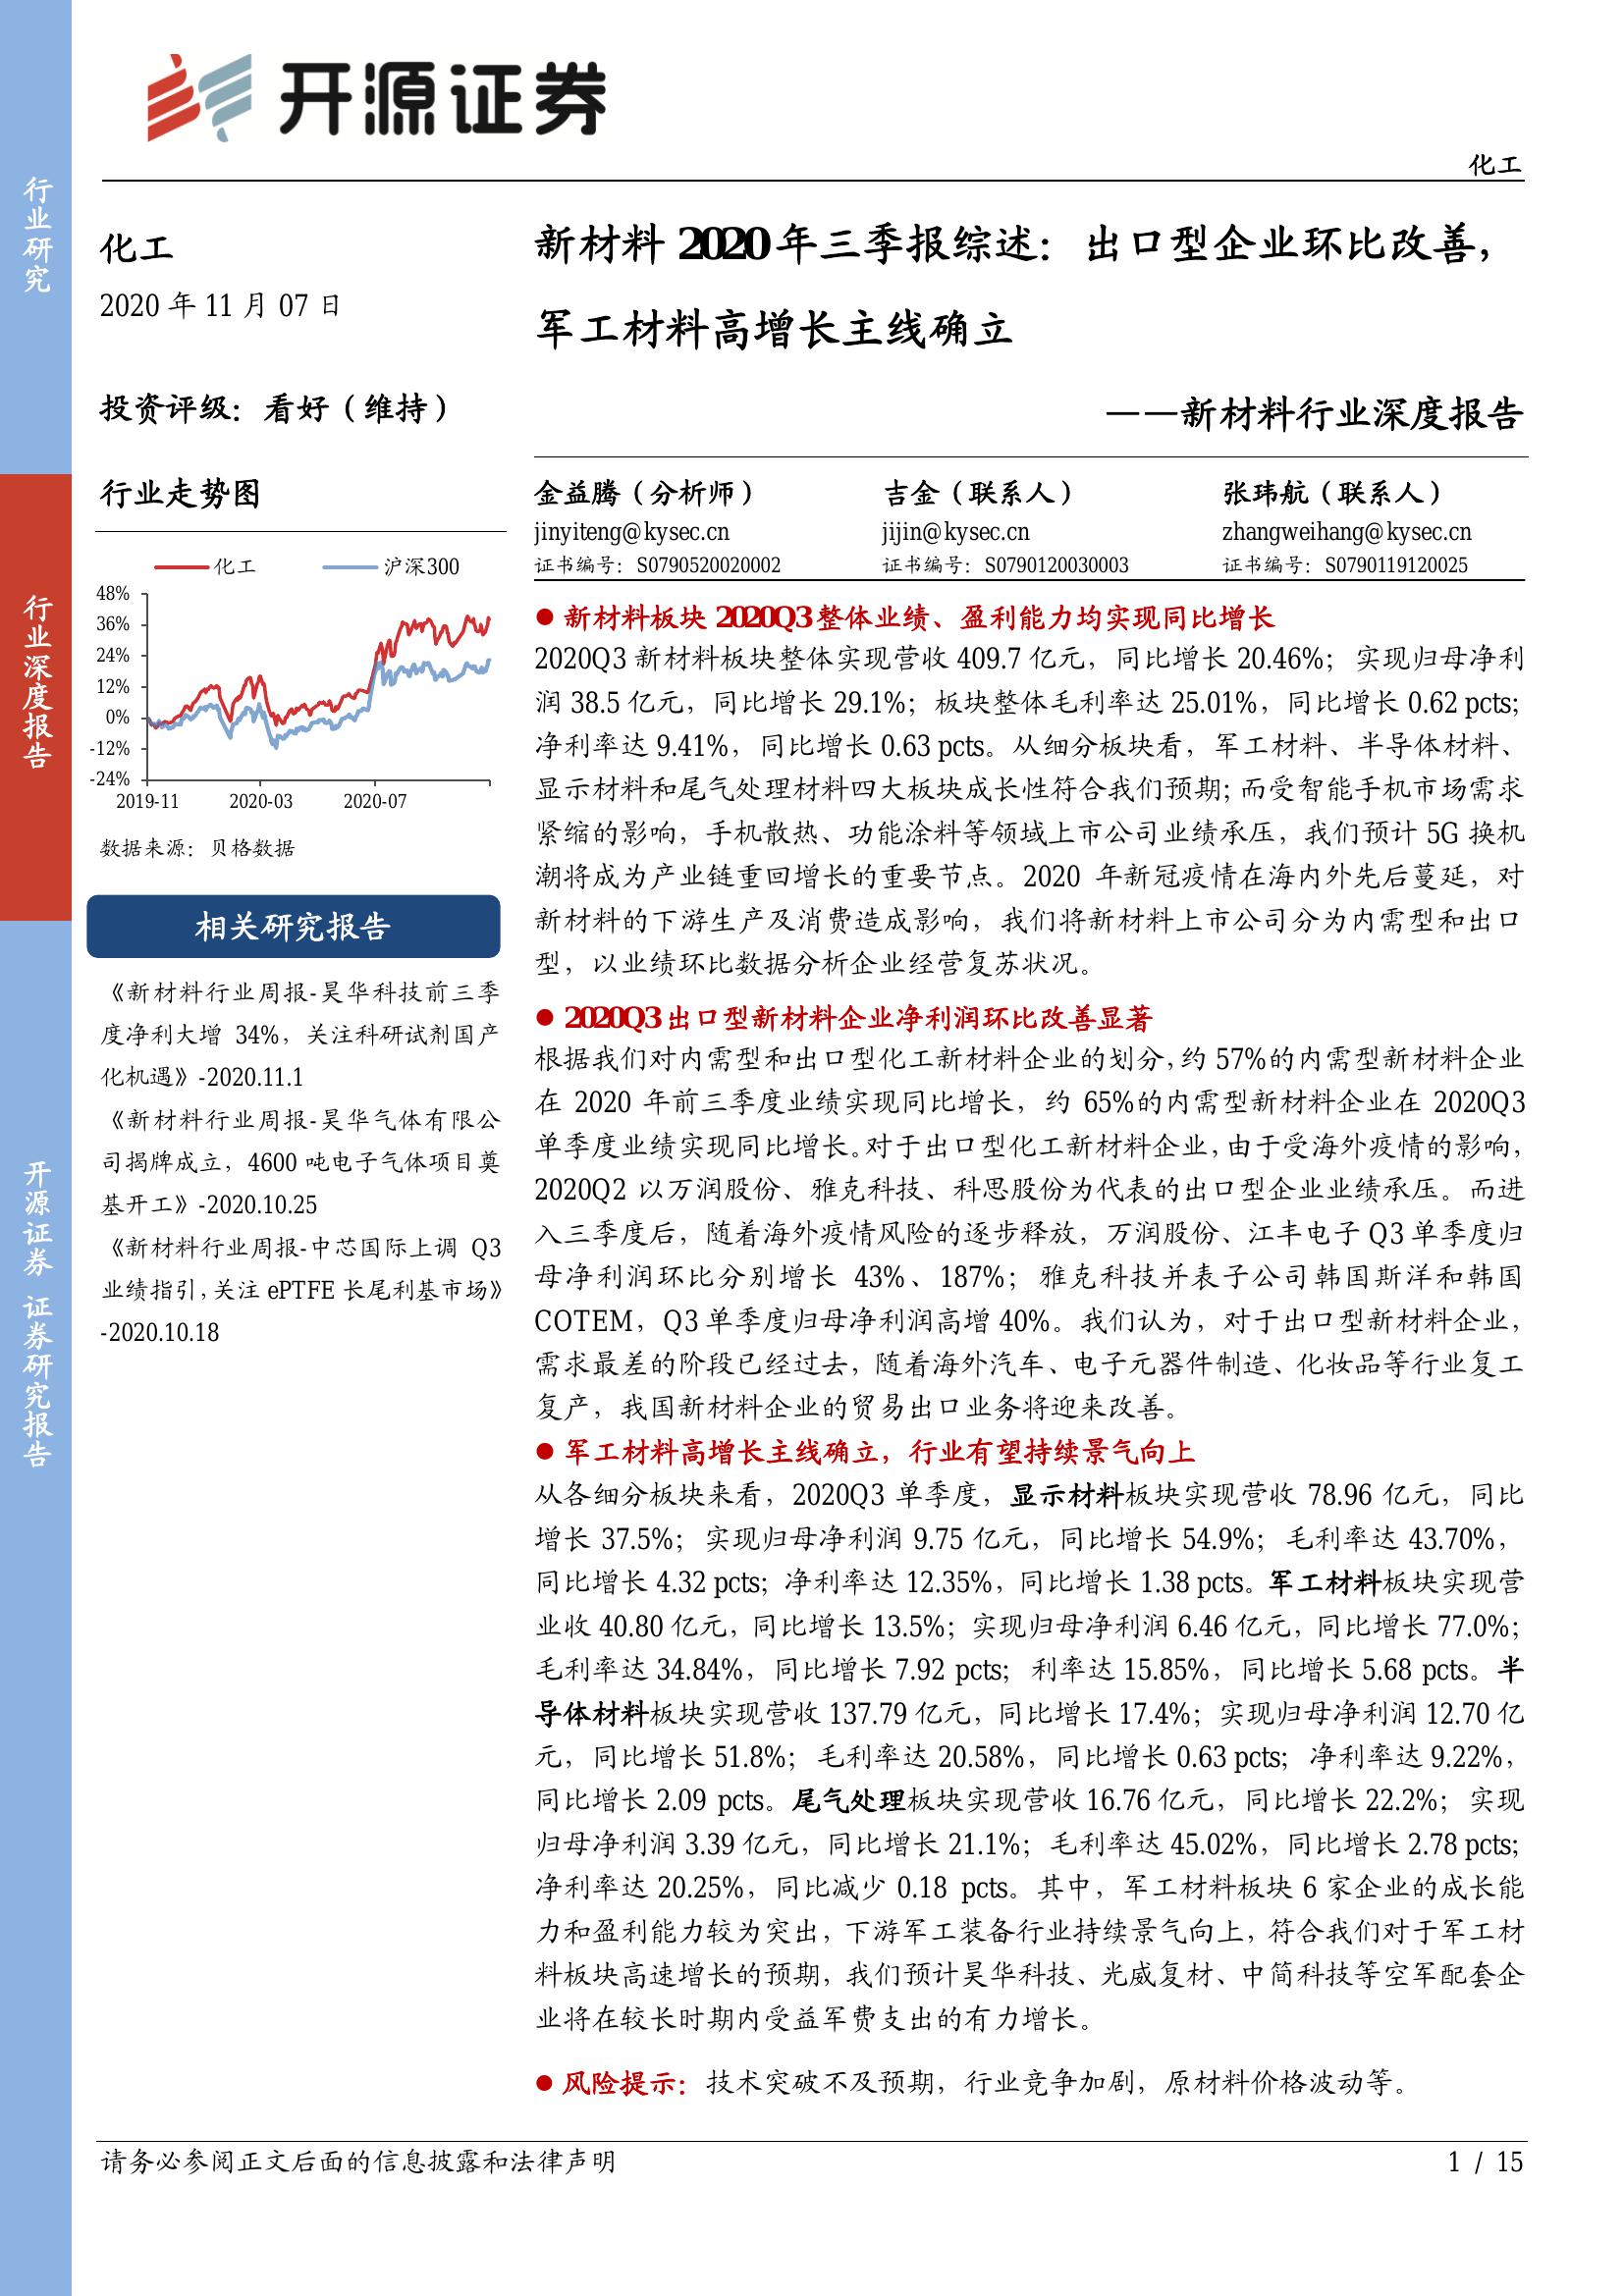 开源证券
化工
行业研究
行业深度报告
开源证券 证券研究报告
化工
2020 年 11 月 07 日
投资评级：看好（维持）
行业走势图
化工 沪深300
48%
36%
24%
12%
0%
-12%
-24%
2019-11 2020-03 2020-07
数据来源：贝格数据
相关研究报告
《新材料行业周报-昊华科技前三季
度净利大增 34%，关注科研试剂国产
化机遇》-2020.11.1
《新材料行业周报-昊华气体有限公
司揭牌成立，4600 吨电子气体项目奠
基开工》-2020.10.25
《新材料行业周报-中芯国际上调 Q3
业绩指引，关注 ePTFE 长尾利基市场》
-2020.10.18
新材料 2020 年三季报综述：出口型企业环比改善，
军工材料高增长主线确立
——新材料行业深度报告
金益腾（分析师） 吉金（联系人） 张玮航（联系人）
jinyiteng@kysec.cn jijin@kysec.cn zhangweihang@kysec.cn
证书编号：S0790520020002 证书编号：S0790120030003 证书编号：S0790119120025
● 新材料板块 2020Q3 整体业绩、盈利能力均实现同比增长
2020Q3 新材料板块整体实现营收 409.7 亿元，同比增长 20.46%；实现归母净利
润 38.5 亿元，同比增长 29.1%；板块整体毛利率达 25.01%，同比增长 0.62 pcts；
净利率达 9.41%，同比增长 0.63 pcts。从细分板块看，军工材料、半导体材料、
显示材料和尾气处理材料四大板块成长性符合我们预期；而受智能手机市场需求
紧缩的影响，手机散热、功能涂料等领域上市公司业绩承压，我们预计 5G 换机
潮将成为产业链重回增长的重要节点。2020 年新冠疫情在海内外先后蔓延，对
新材料的下游生产及消费造成影响，我们将新材料上市公司分为内需型和出口
型，以业绩环比数据分析企业经营复苏状况。
● 2020Q3 出口型新材料企业净利润环比改善显著
根据我们对内需型和出口型化工新材料企业的划分，约 57%的内需型新材料企业
在 2020 年前三季度业绩实现同比增长，约 65%的内需型新材料企业在 2020Q3
单季度业绩实现同比增长。对于出口型化工新材料企业，由于受海外疫情的影响，
2020Q2 以万润股份、雅克科技、科思股份为代表的出口型企业业绩承压。而进
入三季度后，随着海外疫情风险的逐步释放，万润股份、江丰电子 Q3 单季度归
母净利润环比分别增长 43%、187%；雅克科技并表子公司韩国斯洋和韩国
COTEM，Q3 单季度归母净利润高增 40%。我们认为，对于出口型新材料企业，
需求最差的阶段已经过去，随着海外汽车、电子元器件制造、化妆品等行业复工
复产，我国新材料企业的贸易出口业务将迎来改善。
● 军工材料高增长主线确立，行业有望持续景气向上
从各细分板块来看，2020Q3 单季度，显示材料板块实现营收 78.96 亿元，同比
增长 37.5%；实现归母净利润 9.75 亿元，同比增长 54.9%；毛利率达 43.70%，
同比增长 4.32 pcts；净利率达 12.35%，同比增长 1.38 pcts。军工材料板块实现营
业收 40.80 亿元，同比增长 13.5%；实现归母净利润 6.46 亿元，同比增长 77.0%；
毛利率达 34.84%，同比增长 7.92 pcts；利率达 15.85%，同比增长 5.68 pcts。半
导体材料板块实现营收 137.79 亿元，同比增长 17.4%；实现归母净利润 12.70 亿
元，同比增长 51.8%；毛利率达 20.58%，同比增长 0.63 pcts；净利率达 9.22%，
同比增长 2.09 pcts。尾气处理板块实现营收 16.76 亿元，同比增长 22.2%；实现
归母净利润 3.39 亿元，同比增长 21.1%；毛利率达 45.02%，同比增长 2.78 pcts；
净利率达 20.25%，同比减少 0.18 pcts。其中，军工材料板块 6 家企业的成长能
力和盈利能力较为突出，下游军工装备行业持续景气向上，符合我们对于军工材
料板块高速增长的预期，我们预计昊华科技、光威复材、中简科技等空军配套企
业将在较长时期内受益军费支出的有力增长。
● 风险提示：技术突破不及预期，行业竞争加剧，原材料价格波动等。
请务必参阅正文后面的信息披露和法律声明
1 / 15